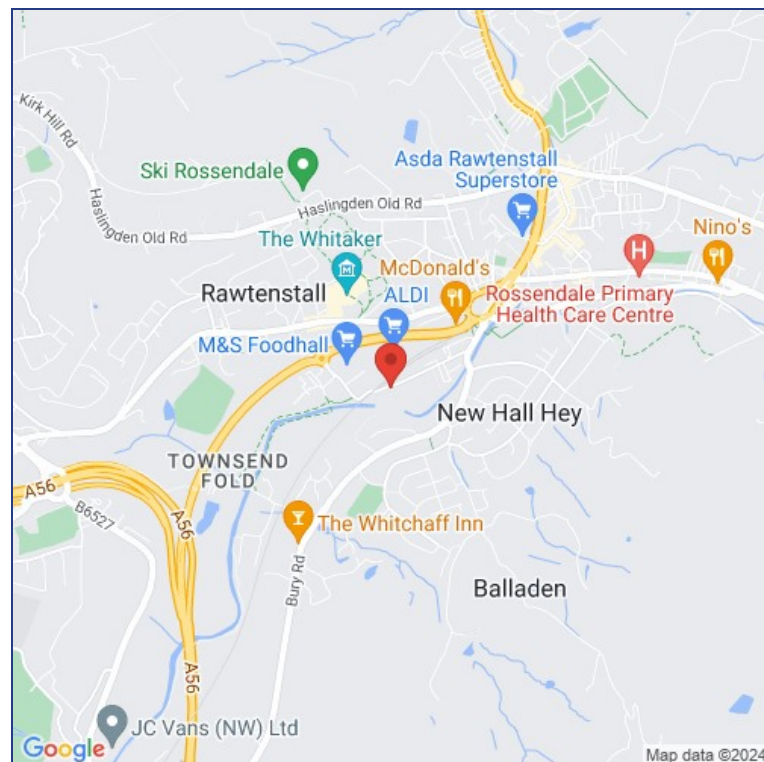 Kirk Hill Rd
Haslingden Old Rd
Ski Rossendale
Haslingden Old Rd
Asda Rawtenstall
Superstore
The Whitaker
Rawtenstall
McDonald's
ALDI
H
Nino's
Rossendale Primary
Health Care Centre
M&S Foodhall
New Hall Hey
TOWNSEND
FOLD
A56
B6527
A56
The Whitchaff Inn
Bury Rd
Balladen
A56
JC Vans (NW) Ltd
Google
Map data ©2024